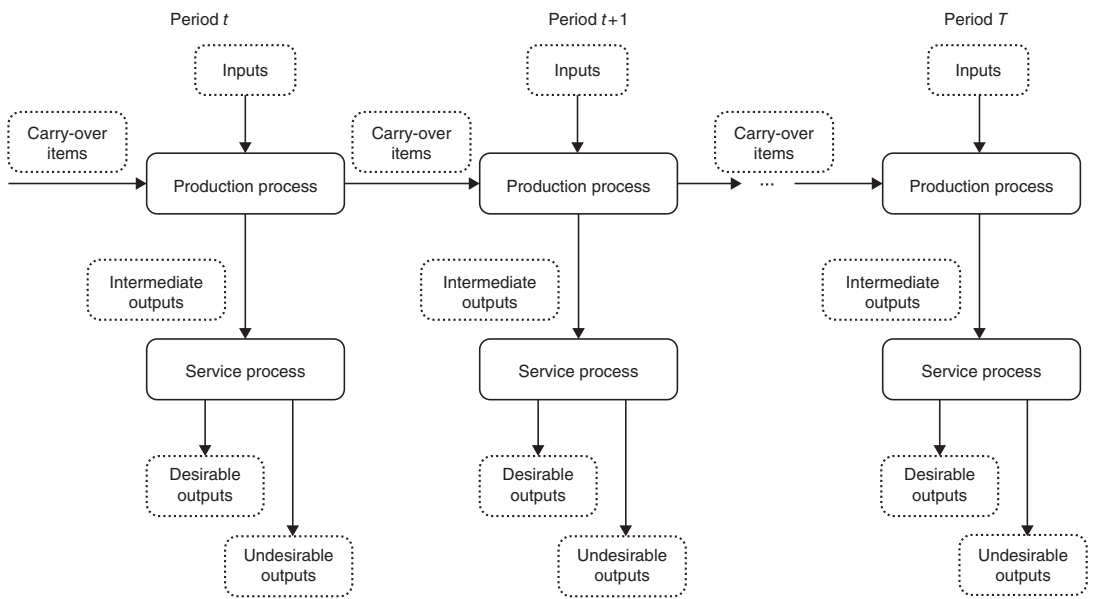 Period t
Period t+1
Period T
Inputs
Inputs
Inputs
Carry-over
items
Carry-over
items
Carry-over
items
Production process
Production process
...
Production process
Intermediate
outputs
Intermediate
outputs
Intermediate
outputs
Service process
Service process
Service process
Desirable
outputs
Desirable
outputs
Desirable
outputs
Undesirable
outputs
Undesirable
outputs
Undesirable
outputs